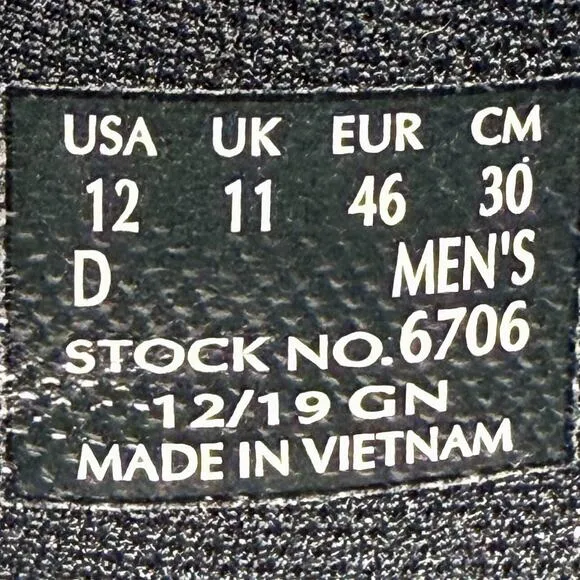 USA UK EUR CM
12 11 46 30
D MEN'S
STOCK NO. 6706
12/19 GN
MADE IN VIETNAM